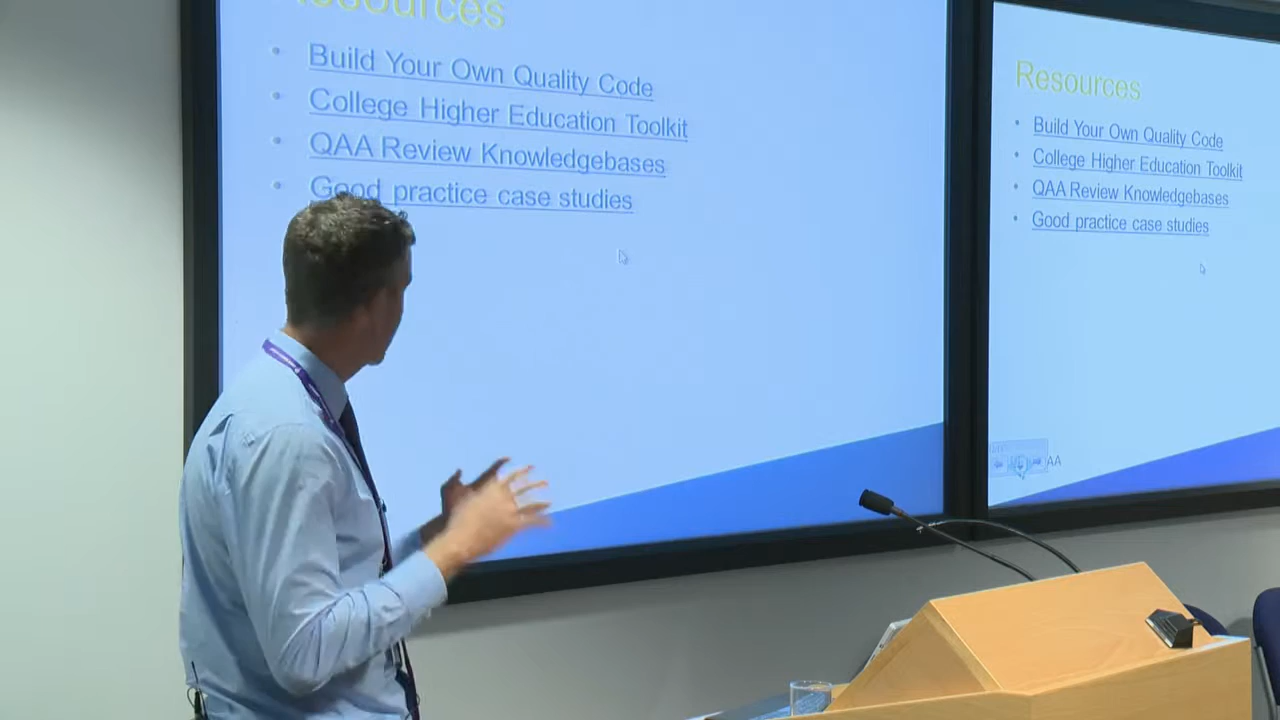 Resources
Build Your Own Quality Code
College Higher Education Toolkit
QAA Review Knowledgebases
Good practice case studies
Resources
Build Your Own Quality Code
College Higher Education Toolkit
QAA Review Knowledgebases
Good practice case studies